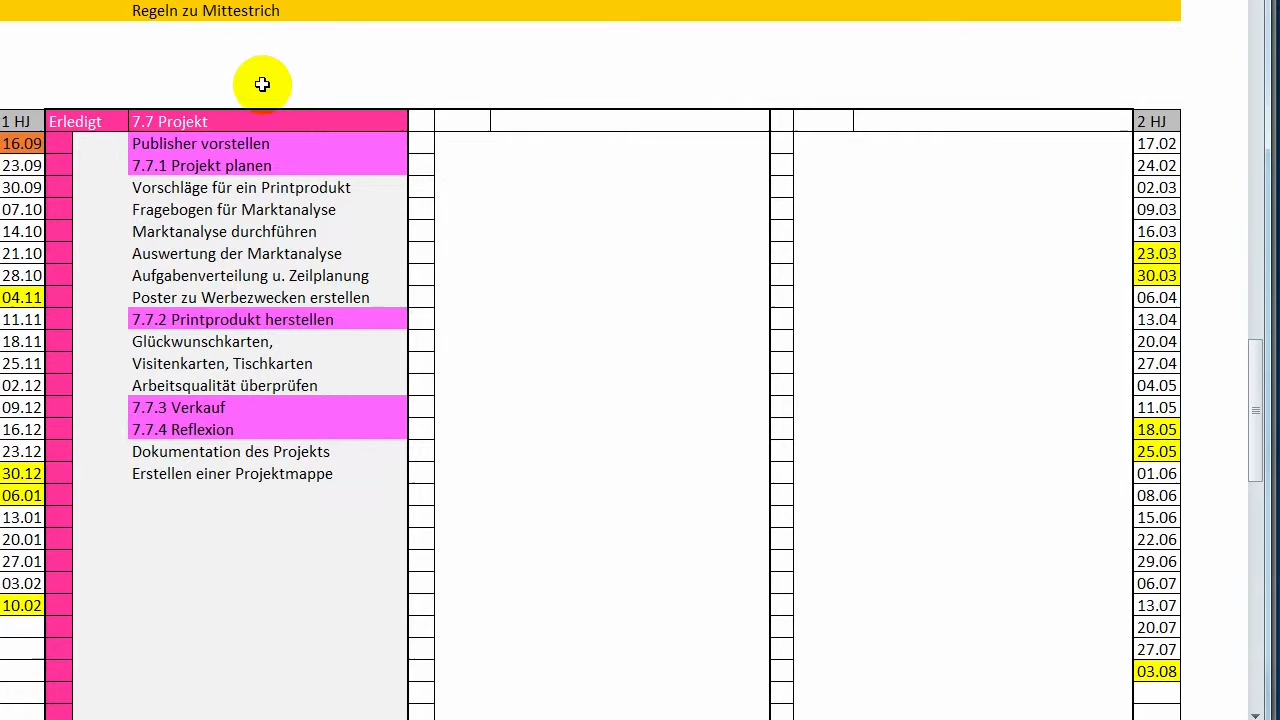 Regeln zu Mittestrich
1 HJ Erledigt 7.7 Projekt 2 HJ
16.09 Publisher vorstellen 17.02
23.09 7.7.1 Projekt planen 24.02
30.09 Vorschläge für ein Printprodukt 02.03
07.10 Fragebogen für Marktanalyse 09.03
14.10 Marktanalyse durchführen 16.03
21.10 Auswertung der Marktanalyse 23.03
28.10 Aufgabenverteilung u. Zeilplanung 30.03
04.11 Poster zu Werbezwecken erstellen 06.04
11.11 7.7.2 Printprodukt herstellen 13.04
18.11 Glückwunschkarten, 20.04
25.11 Visitenkarten, Tischkarten 27.04
02.12 Arbeitsqualität überprüfen 04.05
09.12 7.7.3 Verkauf 11.05
16.12 7.7.4 Reflexion 18.05
23.12 Dokumentation des Projekts 25.05
30.12 Erstellen einer Projektmappe 01.06
06.01 08.06
13.01 15.06
20.01 22.06
27.01 29.06
03.02 06.07
10.02 13.07
20.07
27.07
03.08